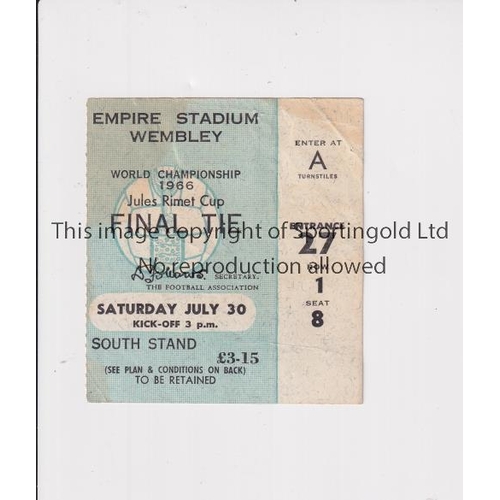 EMPIRE STADIUM
WEMBLEY
WORLD CHAMPIONSHIP
1966
Jules Rimet Cup
FINAL TIE
SECRETARY.
THE FOOTBALL ASSOCIATION
SATURDAY JULY 30
KICK-OFF 3 p.m.
SOUTH STAND
£3-15
(SEE PLAN & CONDITIONS ON BACK)
TO BE RETAINED
ENTER AT
A
TURNSTILES
ENTRANCE
27
ROW
1
SEAT
8
This image copyright of Sportingold Ltd
No reproduction allowed